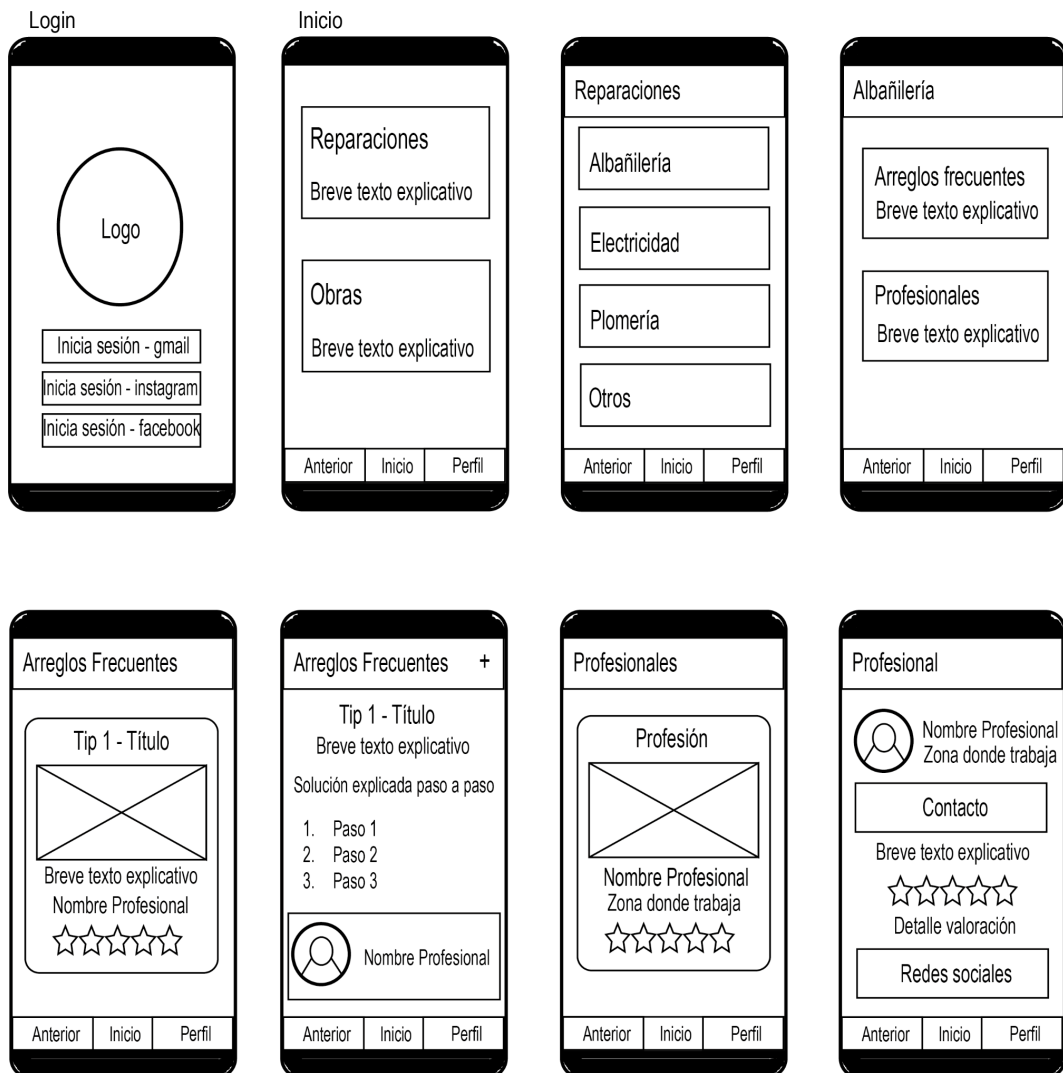 Login
Logo
Inicia sesión - gmail
Inicia sesión - instagram
Inicia sesión - facebook
Inicio
Reparaciones
Breve texto explicativo
Obras
Breve texto explicativo
Anterior Inicio Perfil
Reparaciones
Albañilería
Electricidad
Plomería
Otros
Anterior Inicio Perfil
Albañilería
Arreglos frecuentes
Breve texto explicativo
Profesionales
Breve texto explicativo
Anterior Inicio Perfil
Arreglos Frecuentes
Tip 1 - Título
Breve texto explicativo
Nombre Profesional
Anterior Inicio Perfil
Arreglos Frecuentes +
Tip 1 - Título
Breve texto explicativo
Solución explicada paso a paso
1. Paso 1
2. Paso 2
3. Paso 3
Nombre Profesional
Anterior Inicio Perfil
Profesionales
Profesión
Nombre Profesional
Zona donde trabaja
Anterior Inicio Perfil
Profesional
Nombre Profesional
Zona donde trabaja
Contacto
Breve texto explicativo
Detalle valoración
Redes sociales
Anterior Inicio Perfil